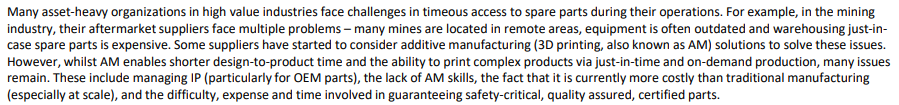 Many asset-heavy organizations in high value industries face challenges in timeous access to spare parts during their operations. For example, in the mining
industry, their aftermarket suppliers face multiple problems – many mines are located in remote areas, equipment is often outdated and warehousing just-in-
case spare parts is expensive. Some suppliers have started to consider additive manufacturing (3D printing, also known as AM) solutions to solve these issues.
However, whilst AM enables shorter design-to-product time and the ability to print complex products via just-in-time and on-demand production, many issues
remain. These include managing IP (particularly for OEM parts), the lack of AM skills, the fact that it is currently more costly than traditional manufacturing
(especially at scale), and the difficulty, expense and time involved in guaranteeing safety-critical, quality assured, certified parts.